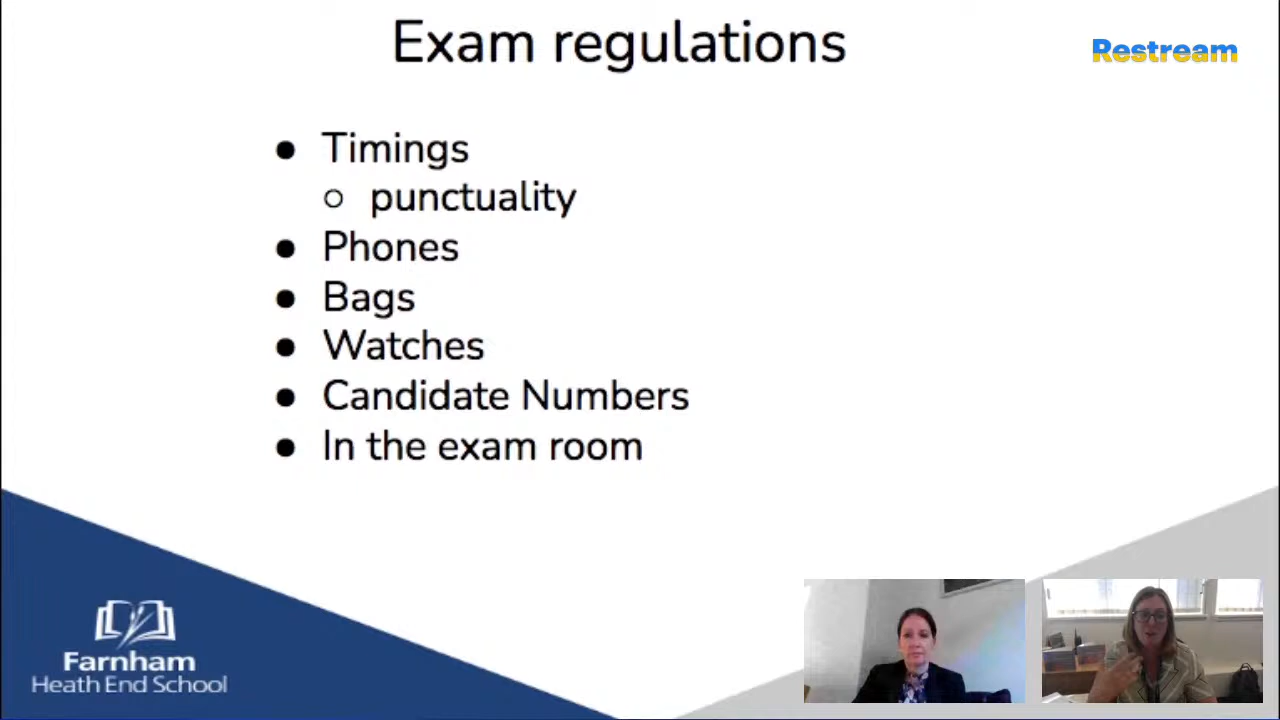 Exam regulations
Restream
● Timings
○ punctuality
● Phones
● Bags
● Watches
● Candidate Numbers
● In the exam room
Farnham
Heath End School